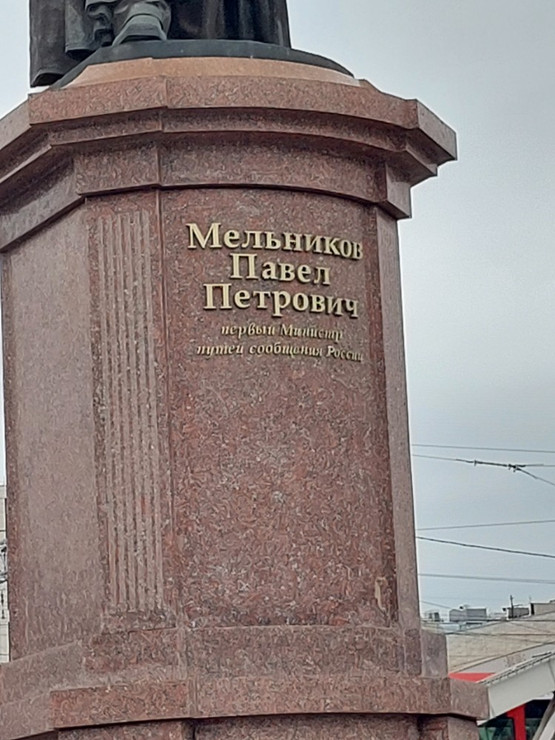 Мельников
Павел
Петрович
первый Министр
путей сообщения России